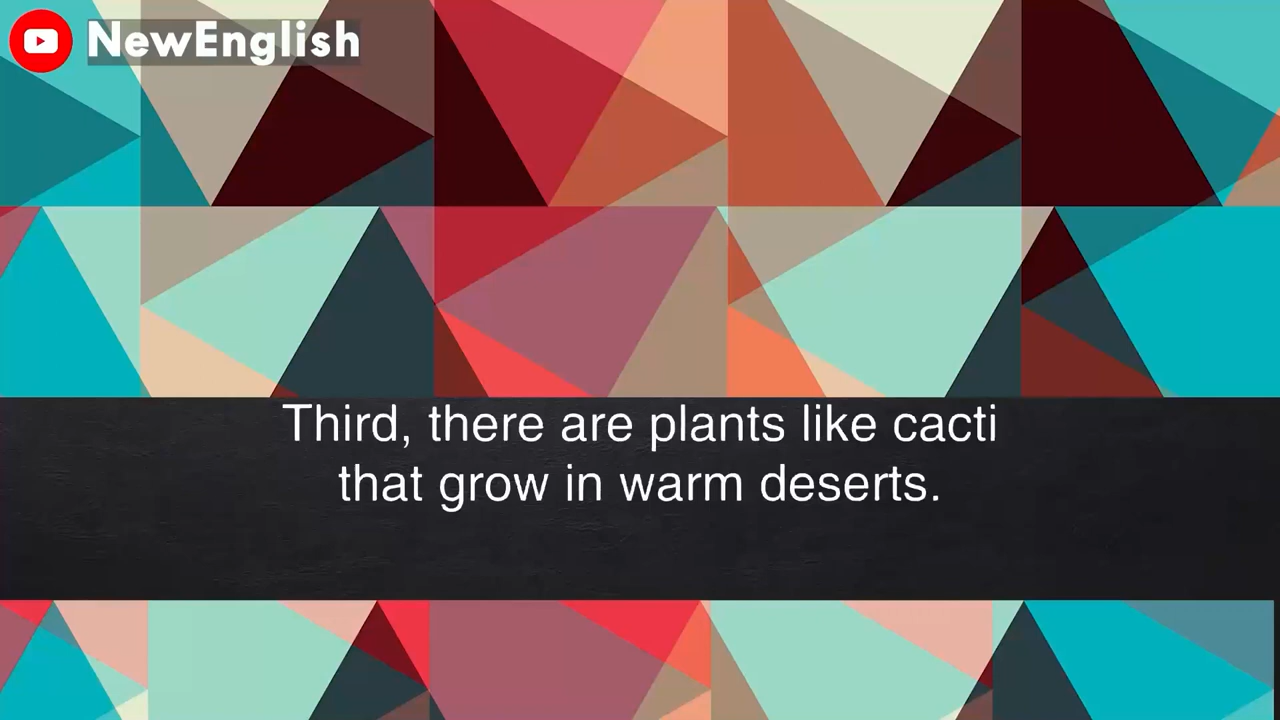 NewEnglish
Third, there are plants like cacti
that grow in warm deserts.